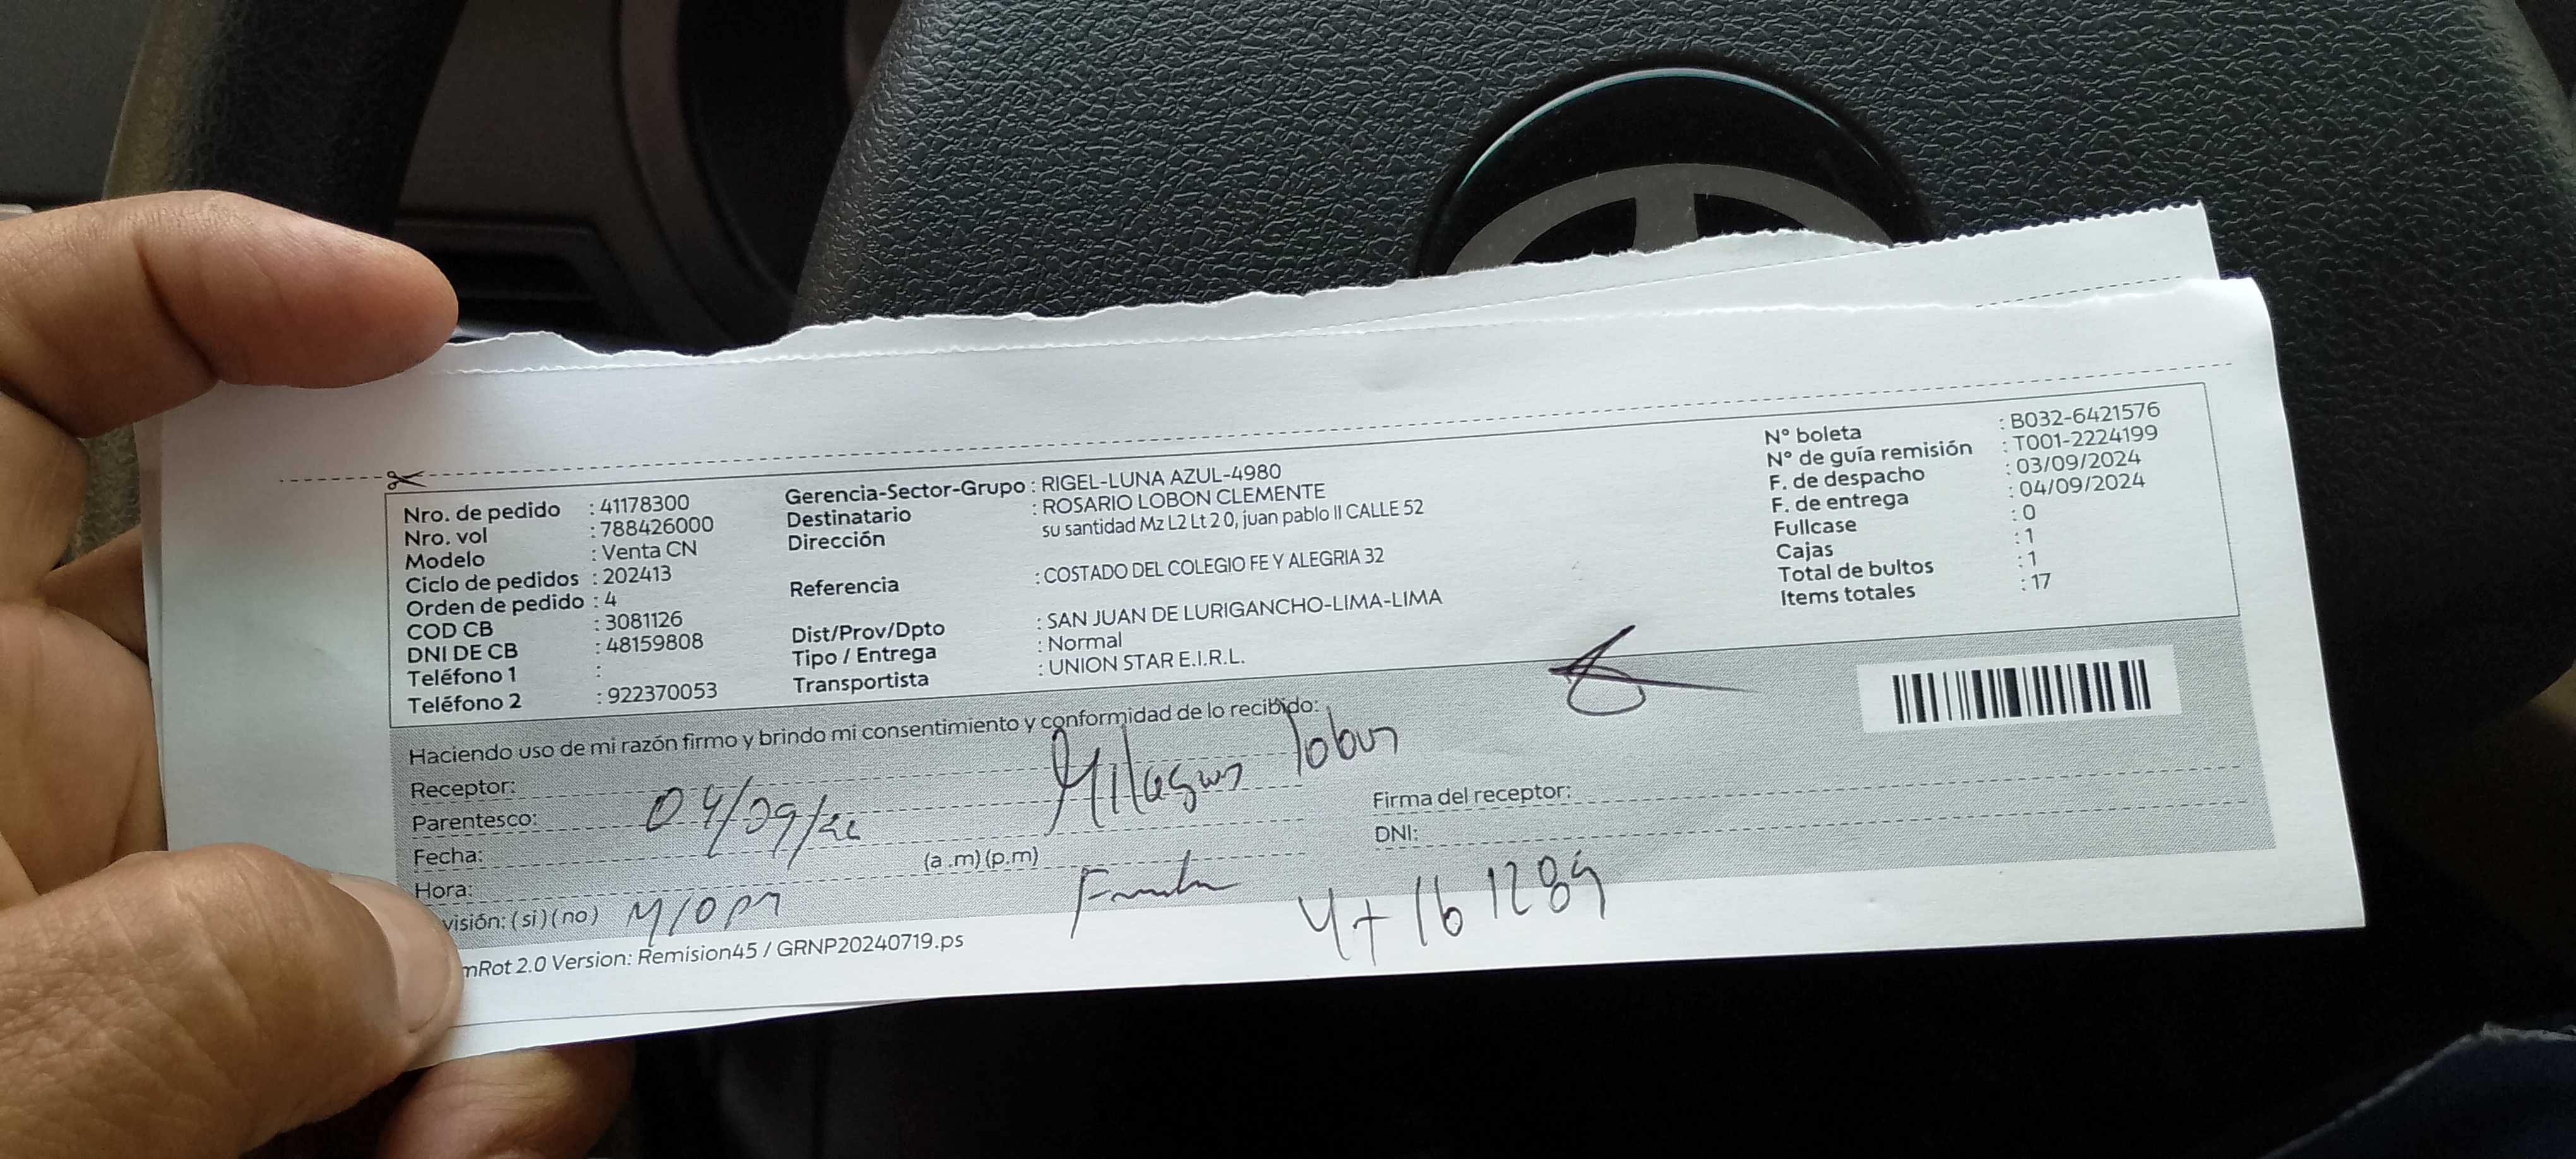 Nro. de pedido : 41178300
Nro. vol : 788426000
Modelo : Venta CN
Ciclo de pedidos : 202413
Orden de pedido : 4
COD CB : 3081126
DNI DE CB : 48159808
Teléfono 1 :
Teléfono 2 : 922370053
Gerencia-Sector-Grupo : RIGEL-LUNA AZUL-4980
Destinatario : ROSARIO LOBON CLEMENTE
Dirección su santidad Mz L2 Lt 2 0, juan pablo II CALLE 52
Referencia : COSTADO DEL COLEGIO FE Y ALEGRIA 32
Dist/Prov/Dpto : SAN JUAN DE LURIGANCHO-LIMA-LIMA
Tipo / Entrega : Normal
Transportista : UNION STAR E.I.R.L.
N° boleta : B032-6421576
N° de guía remisión : T001-2224199
F. de despacho : 03/09/2024
F. de entrega : 04/09/2024
Fullcase : 0
Cajas : 1
Total de bultos : 1
Items totales : 17
Haciendo uso de mi razón firmo y brindo mi consentimiento y conformidad de lo recibido:
Receptor:
Parentesco:
Fecha: 04/09/
Hora: (a .m) (p.m)
visión: (si) (no)
Firma del receptor:
DNI:
mRot 2.0 Version: Remision45 / GRNP20240719.ps